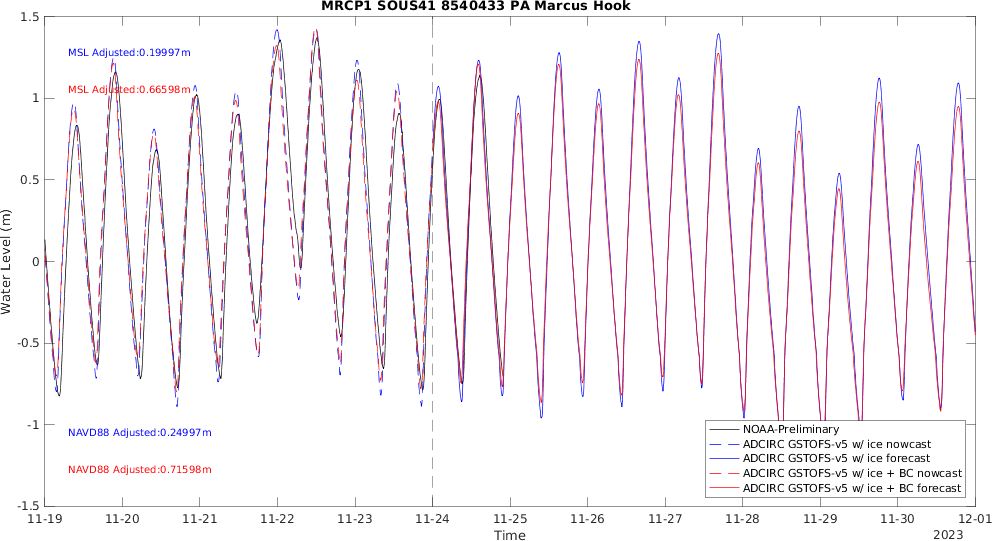 MRCP1 SOUS41 8540433 PA Marcus Hook
1.5
1
0.5
0
-0.5
-1
-1.5
Water Level (m)
MSL Adjusted:0.19997m
MSL Adjusted:0.66598m
NAVD88 Adjusted:0.24997m
NAVD88 Adjusted:0.71598m
NOAA-Preliminary
ADCIRC GSTOFS-v5 w/ ice nowcast
ADCIRC GSTOFS-v5 w/ ice forecast
ADCIRC GSTOFS-v5 w/ ice + BC nowcast
ADCIRC GSTOFS-v5 w/ ice + BC forecast
11-19 11-20 11-21 11-22 11-23 11-24 11-25 11-26 11-27 11-28 11-29 11-30 12-01
Time
2023